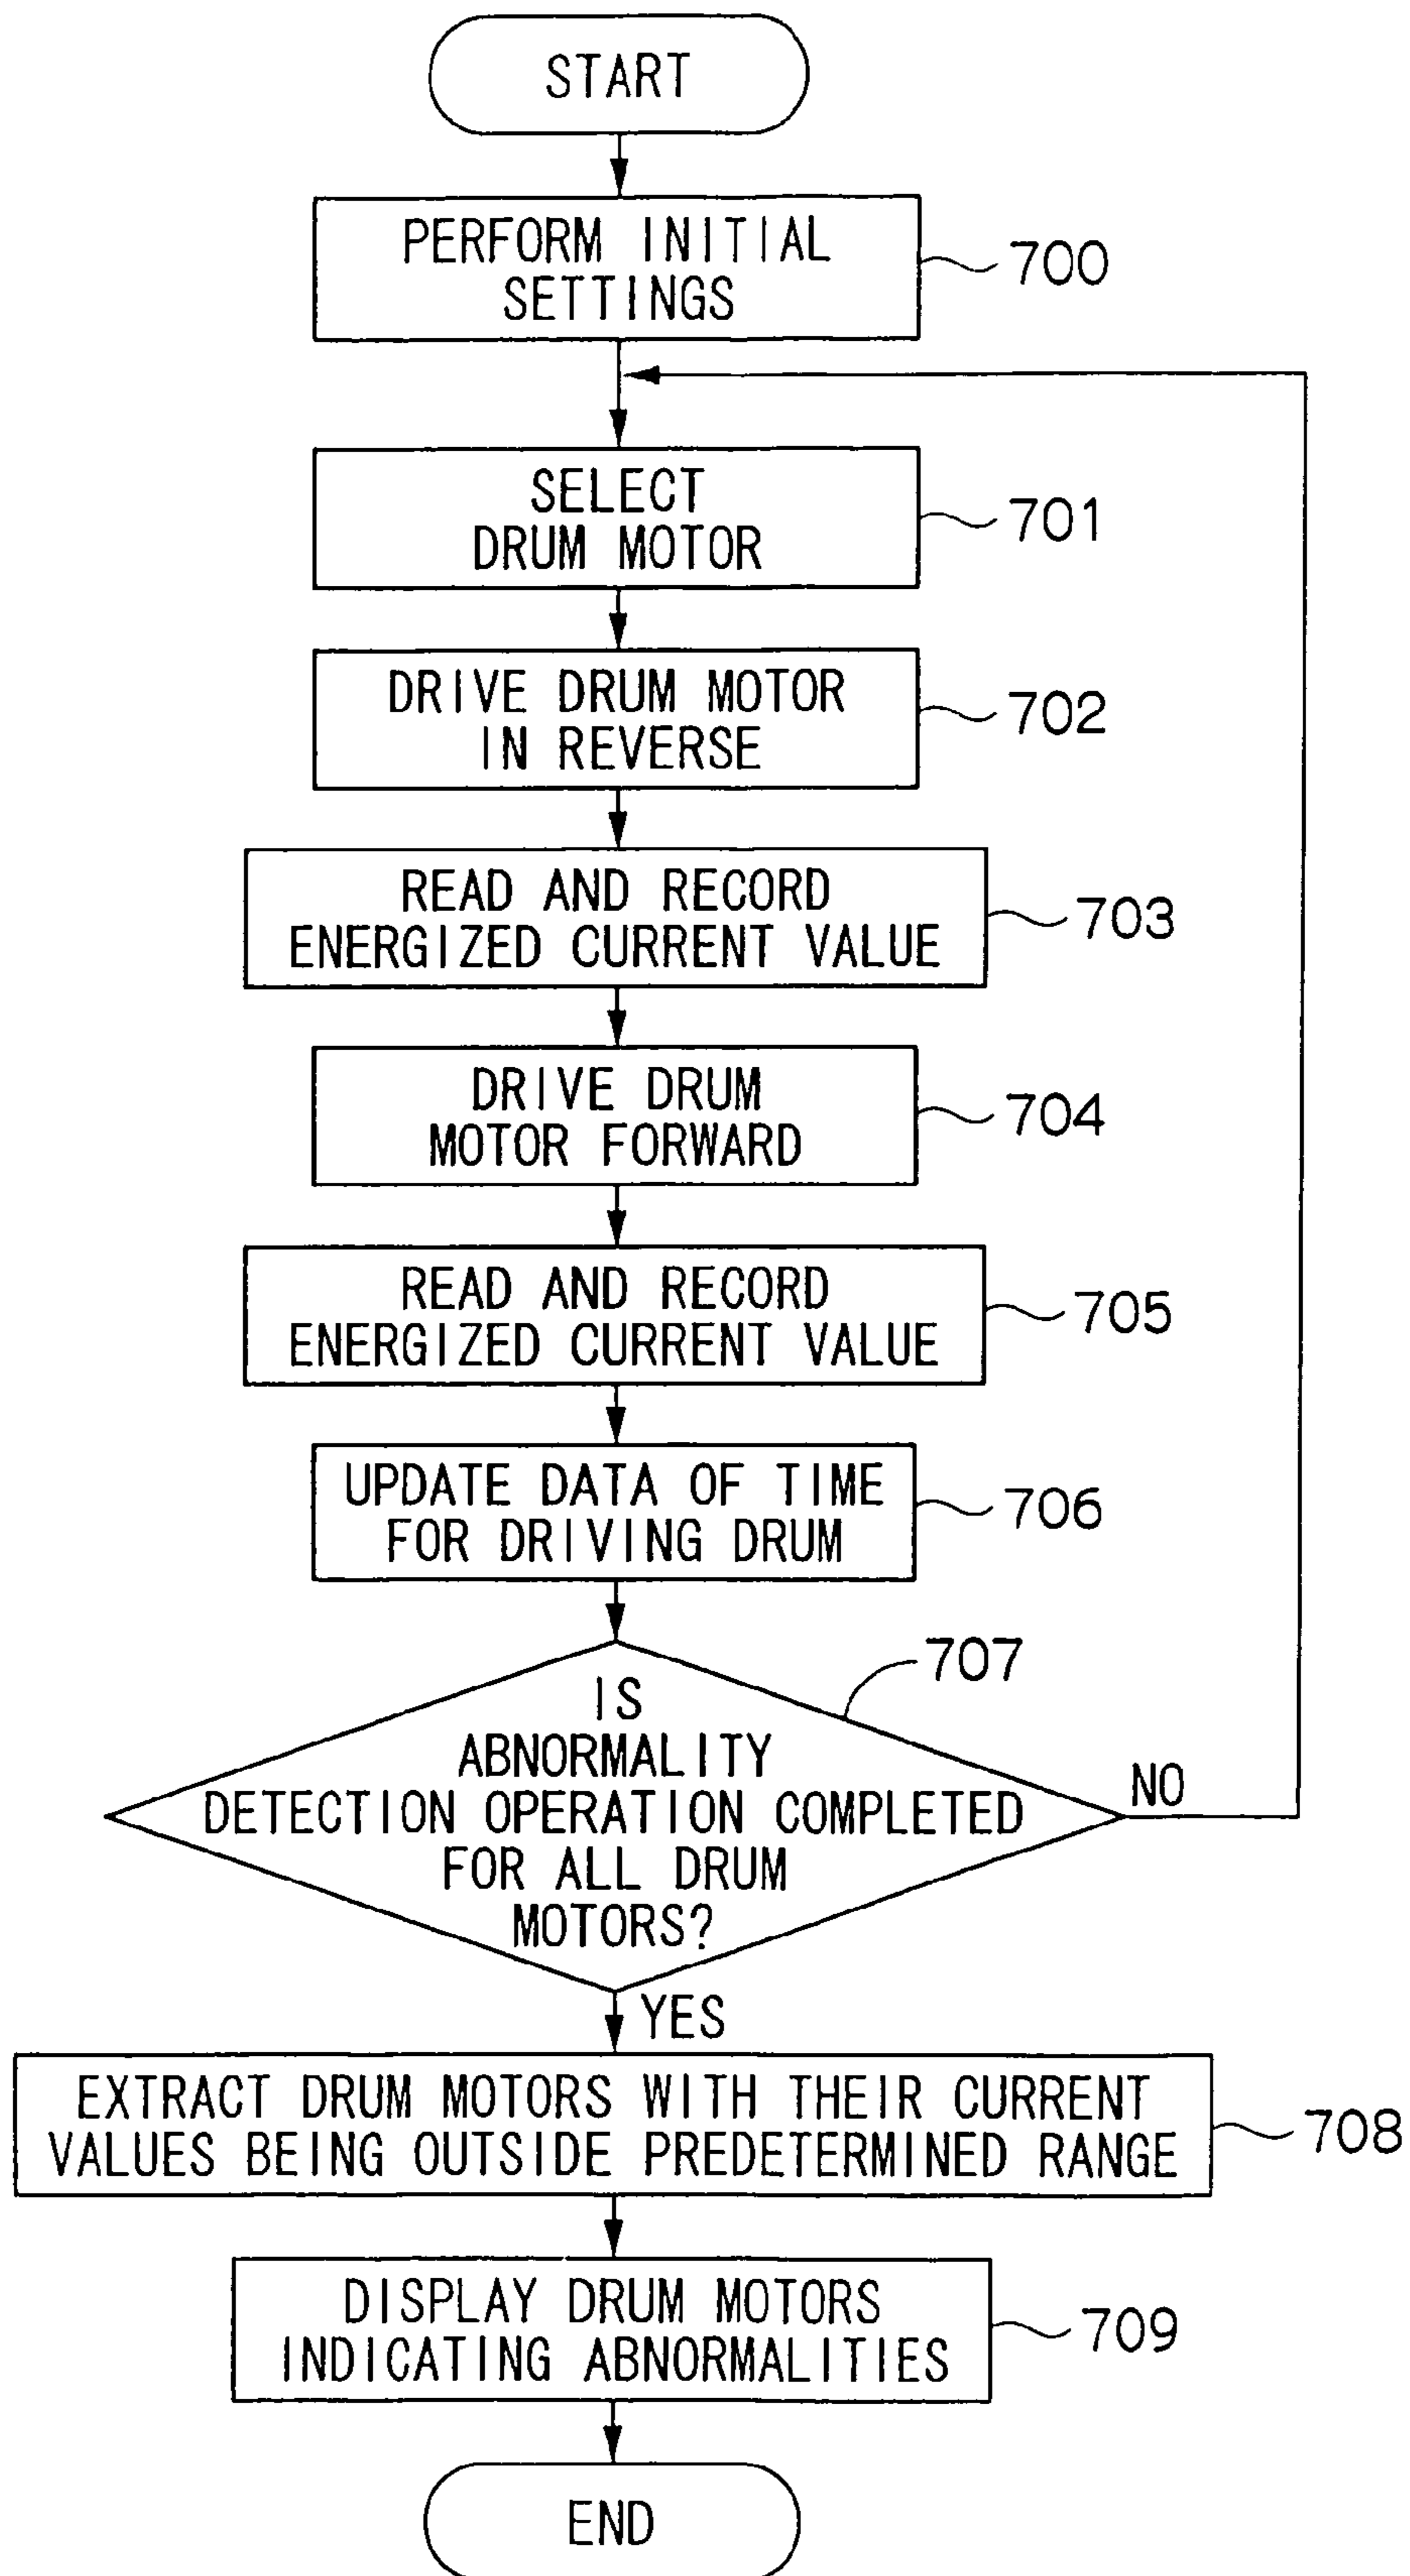 START
PERFORM INITIAL
SETTINGS
700
SELECT
DRUM MOTOR
701
DRIVE DRUM MOTOR
IN REVERSE
702
READ AND RECORD
ENERGIZED CURRENT VALUE
703
DRIVE DRUM
MOTOR FORWARD
704
READ AND RECORD
ENERGIZED CURRENT VALUE
705
UPDATE DATA OF TIME
FOR DRIVING DRUM
706
707
IS
ABNORMALITY
DETECTION OPERATION COMPLETED
FOR ALL DRUM
MOTORS?
NO
YES
EXTRACT DRUM MOTORS WITH THEIR CURRENT
VALUES BEING OUTSIDE PREDETERMINED RANGE
708
DISPLAY DRUM MOTORS
INDICATING ABNORMALITIES
709
END